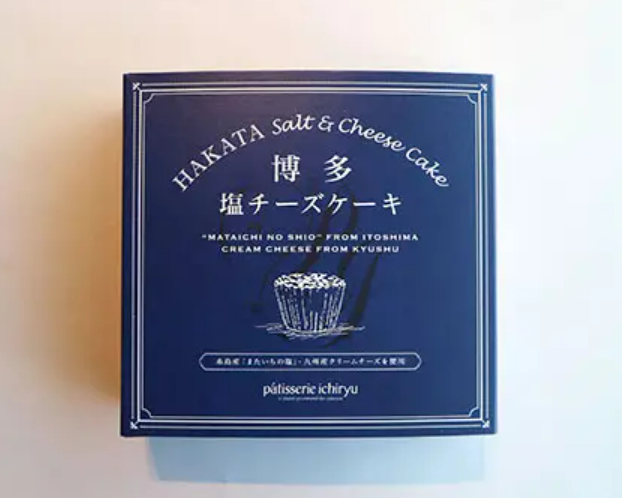 HAKATA Salt & Cheese Cake
博多
塩チーズケーキ
"MATAICHI NO SHIO" FROM ITOSHIMA
CREAM CHEESE FROM KYUSHU
糸島産「またいちの塩」・九州産クリームチーズを使用
pâtisserie ichiryu